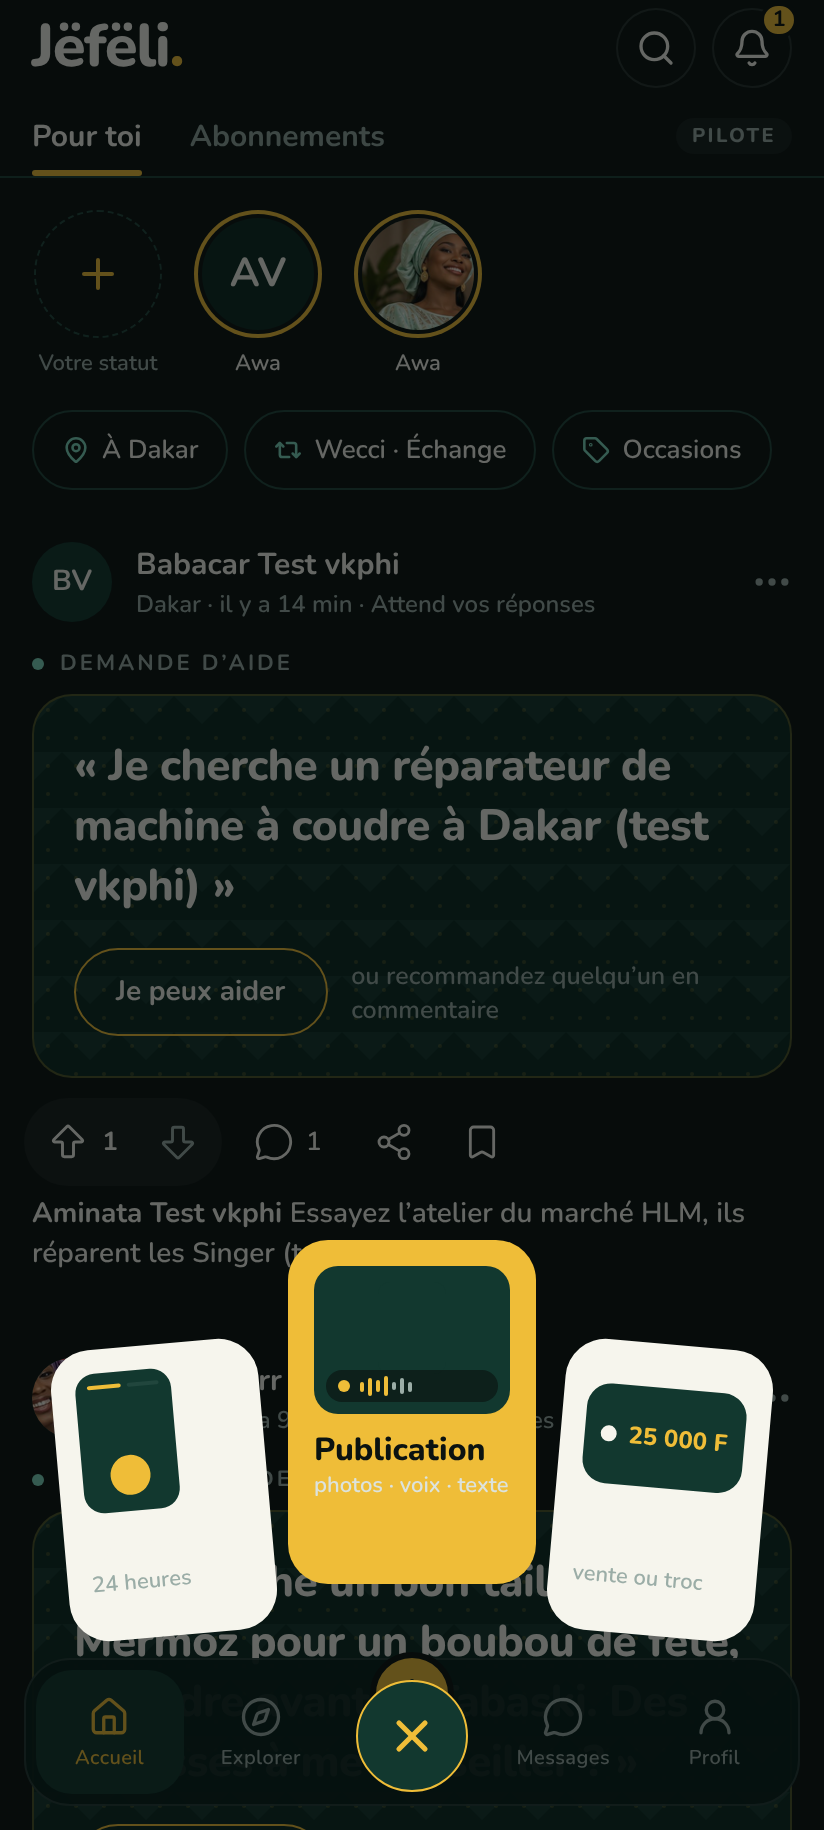 Jëfëli.
1
Pour toi
Abonnements
PILOTE
AV
Votre statut
Awa
Awa
À Dakar
Wecci · Échange
Occasions
BV
Babacar Test vkphi
Dakar · il y a 14 min · Attend vos réponses
DEMANDE D’AIDE
« Je cherche un réparateur de
machine à coudre à Dakar (test
vkphi) »
Je peux aider
ou recommandez quelqu’un en
commentaire
1
1
Aminata Test vkphi Essayez l’atelier du marché HLM, ils
réparent les Singer
24 heures
Publication
photos · voix · texte
25 000 F
vente ou troc
un bon
Mermoz pour un boubou de fête,
Des
Accueil
Explorer
Messages
Profil